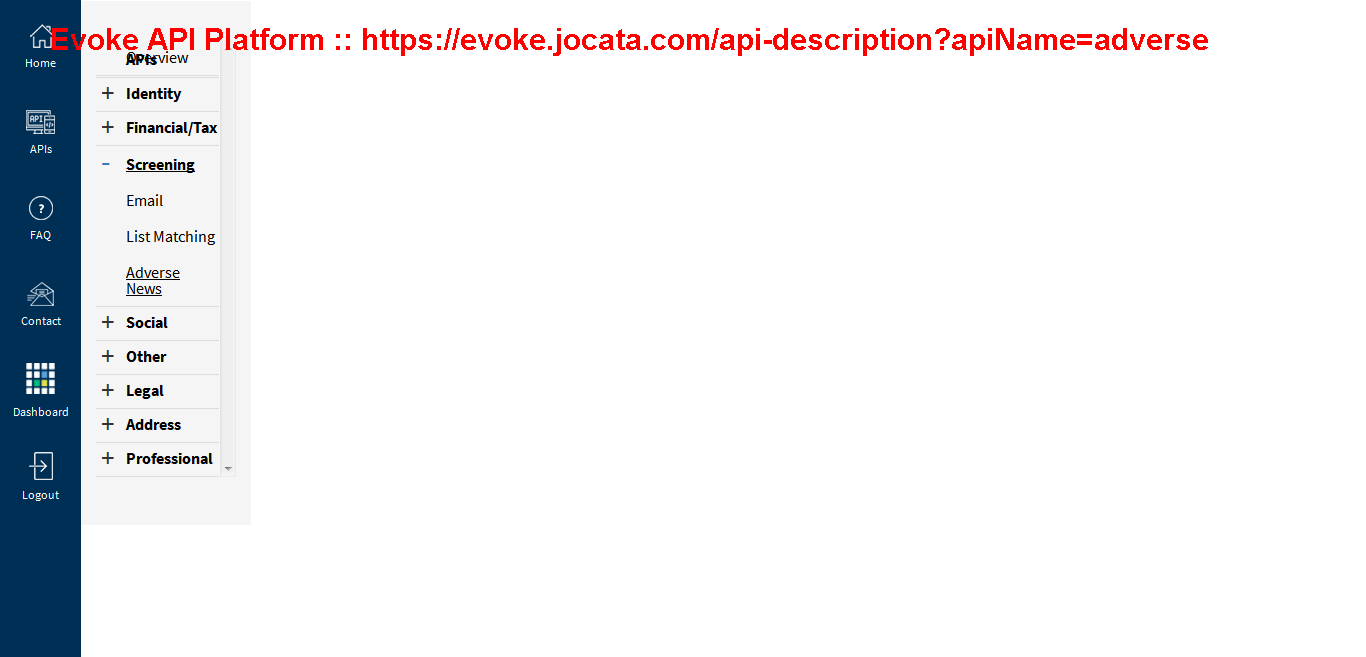 Evoke API Platform :: https://evoke.jocata.com/api-description?apiName=adverse
Home
APIs
FAQ
Contact
Dashboard
Logout
Overview
APIs
Identity
Financial/Tax
Screening
Email
List Matching
Adverse
News
Social
Other
Legal
Address
Professional